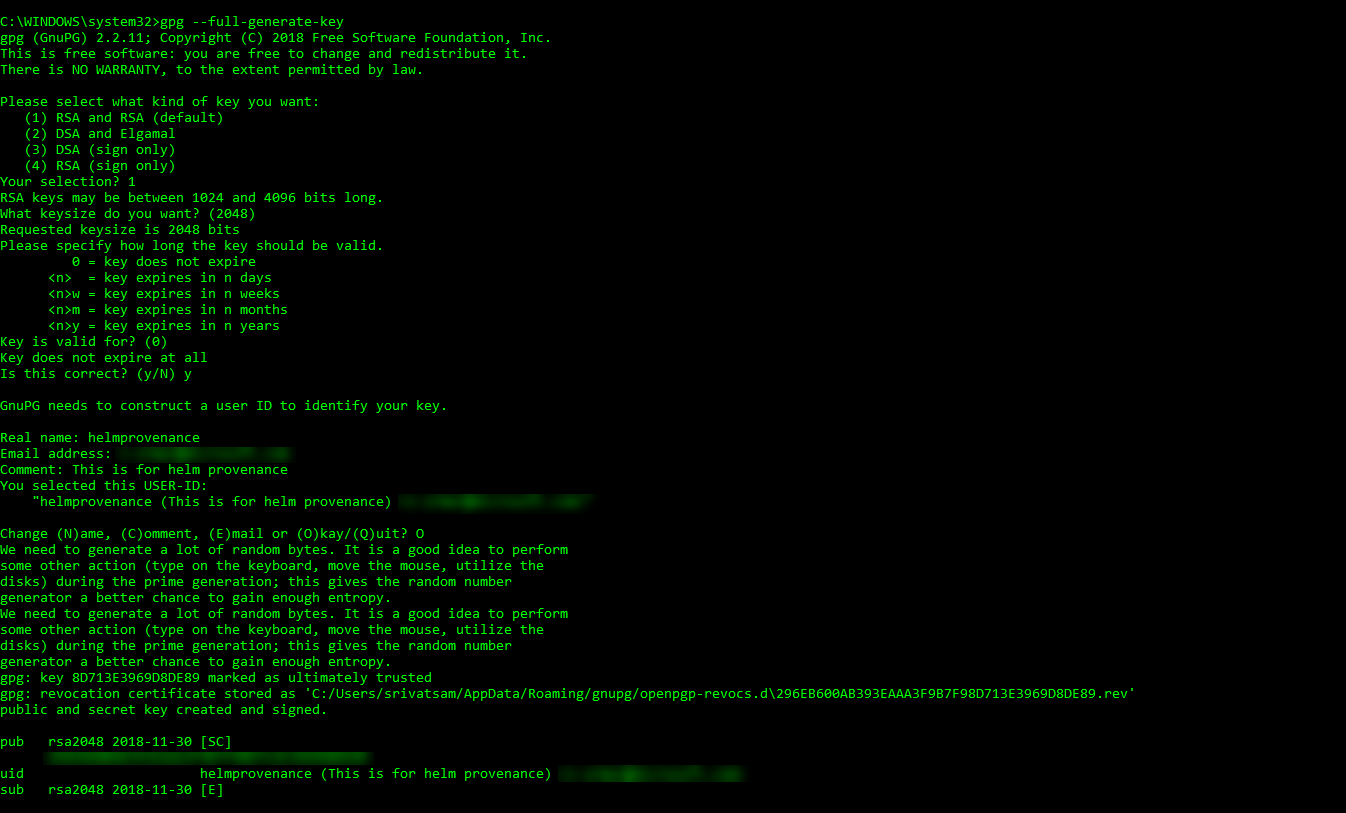 C:\WINDOWS\system32>gpg --full-generate-key
gpg (GnuPG) 2.2.11; Copyright (C) 2018 Free Software Foundation, Inc.
This is free software: you are free to change and redistribute it.
There is NO WARRANTY, to the extent permitted by law.
Please select what kind of key you want:
(1) RSA and RSA (default)
(2) DSA and Elgamal
(3) DSA (sign only)
(4) RSA (sign only)
Your selection? 1
RSA keys may be between 1024 and 4096 bits long.
What keysize do you want? (2048)
Requested keysize is 2048 bits
Please specify how long the key should be valid.
0 = key does not expire
<n>  = key expires in n days
<n>w = key expires in n weeks
<n>m = key expires in n months
<n>y = key expires in n years
Key is valid for? (0)
Key does not expire at all
Is this correct? (y/N) y
GnuPG needs to construct a user ID to identify your key.
Real name: helmprovenance
Email address:
Comment: This is for helm provenance
You selected this USER-ID:
"helmprovenance (This is for helm provenance)
Change (N)ame, (C)omment, (E)mail or (O)kay/(Q)uit? O
We need to generate a lot of random bytes. It is a good idea to perform
some other action (type on the keyboard, move the mouse, utilize the
disks) during the prime generation; this gives the random number
generator a better chance to gain enough entropy.
We need to generate a lot of random bytes. It is a good idea to perform
some other action (type on the keyboard, move the mouse, utilize the
disks) during the prime generation; this gives the random number
generator a better chance to gain enough entropy.
gpg: key 8D713E3969D8DE89 marked as ultimately trusted
gpg: revocation certificate stored as 'C:/Users/srivatsam/AppData/Roaming/gnupg/openpgp-revocs.d\296EB600AB393EAAA3F9B7F98D713E3969D8DE89.rev'
public and secret key created and signed.
pub   rsa2048 2018-11-30 [SC]
uid                   helmprovenance (This is for helm provenance)
sub   rsa2048 2018-11-30 [E]